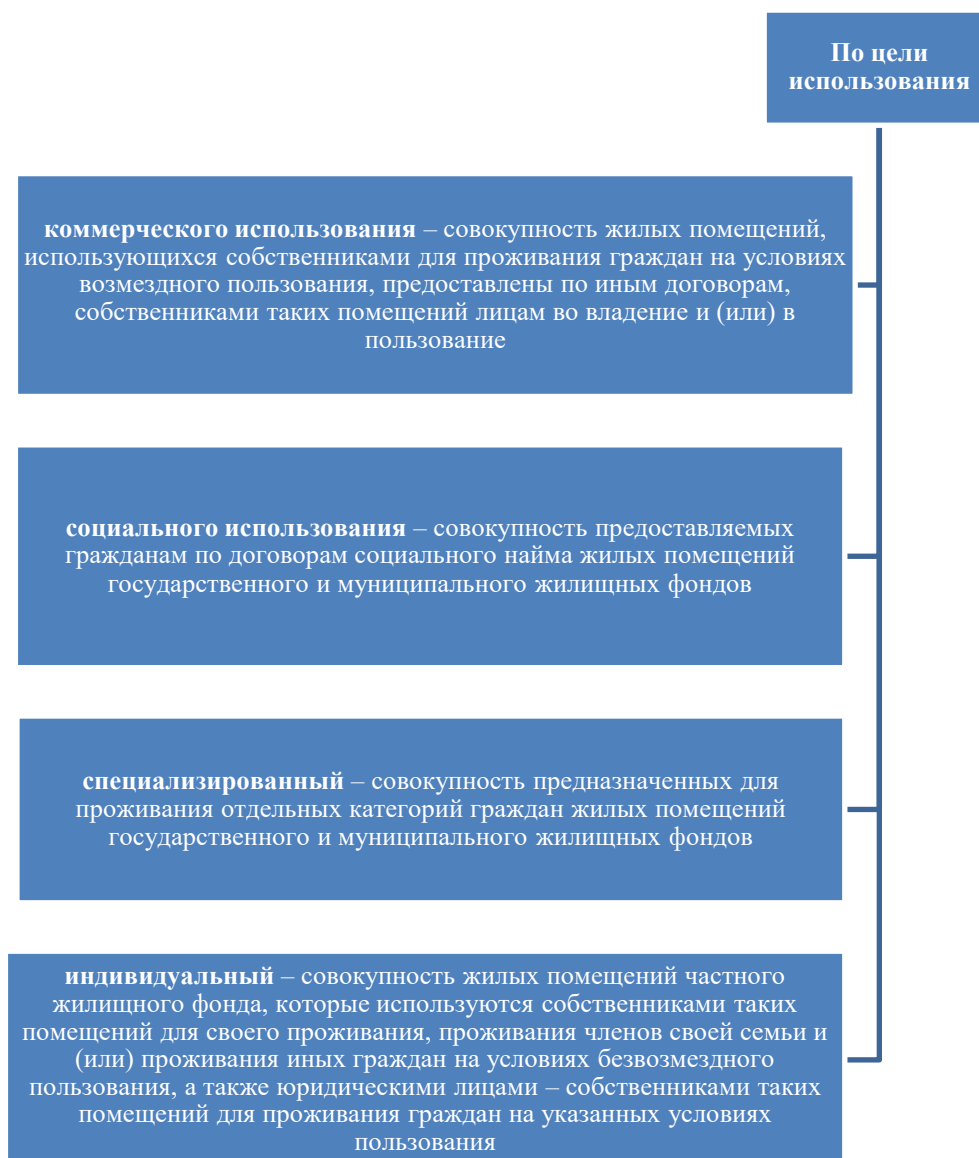 По цели
использования
коммерческого использования – совокупность жилых помещений,
использующихся собственниками для проживания граждан на условиях
возмездного пользования, предоставлены по иным договорам,
собственниками таких помещений лицам во владение и (или) в
пользование
социального использования – совокупность предоставляемых
гражданам по договорам социального найма жилых помещений
государственного и муниципального жилищных фондов
специализированный – совокупность предназначенных для
проживания отдельных категорий граждан жилых помещений
государственного и муниципального жилищных фондов
индивидуальный – совокупность жилых помещений частного
жилищного фонда, которые используются собственниками таких
помещений для своего проживания, проживания членов своей семьи и
(или) проживания иных граждан на условиях безвозмездного
пользования, а также юридическими лицами – собственниками таких
помещений для проживания граждан на указанных условиях
пользования